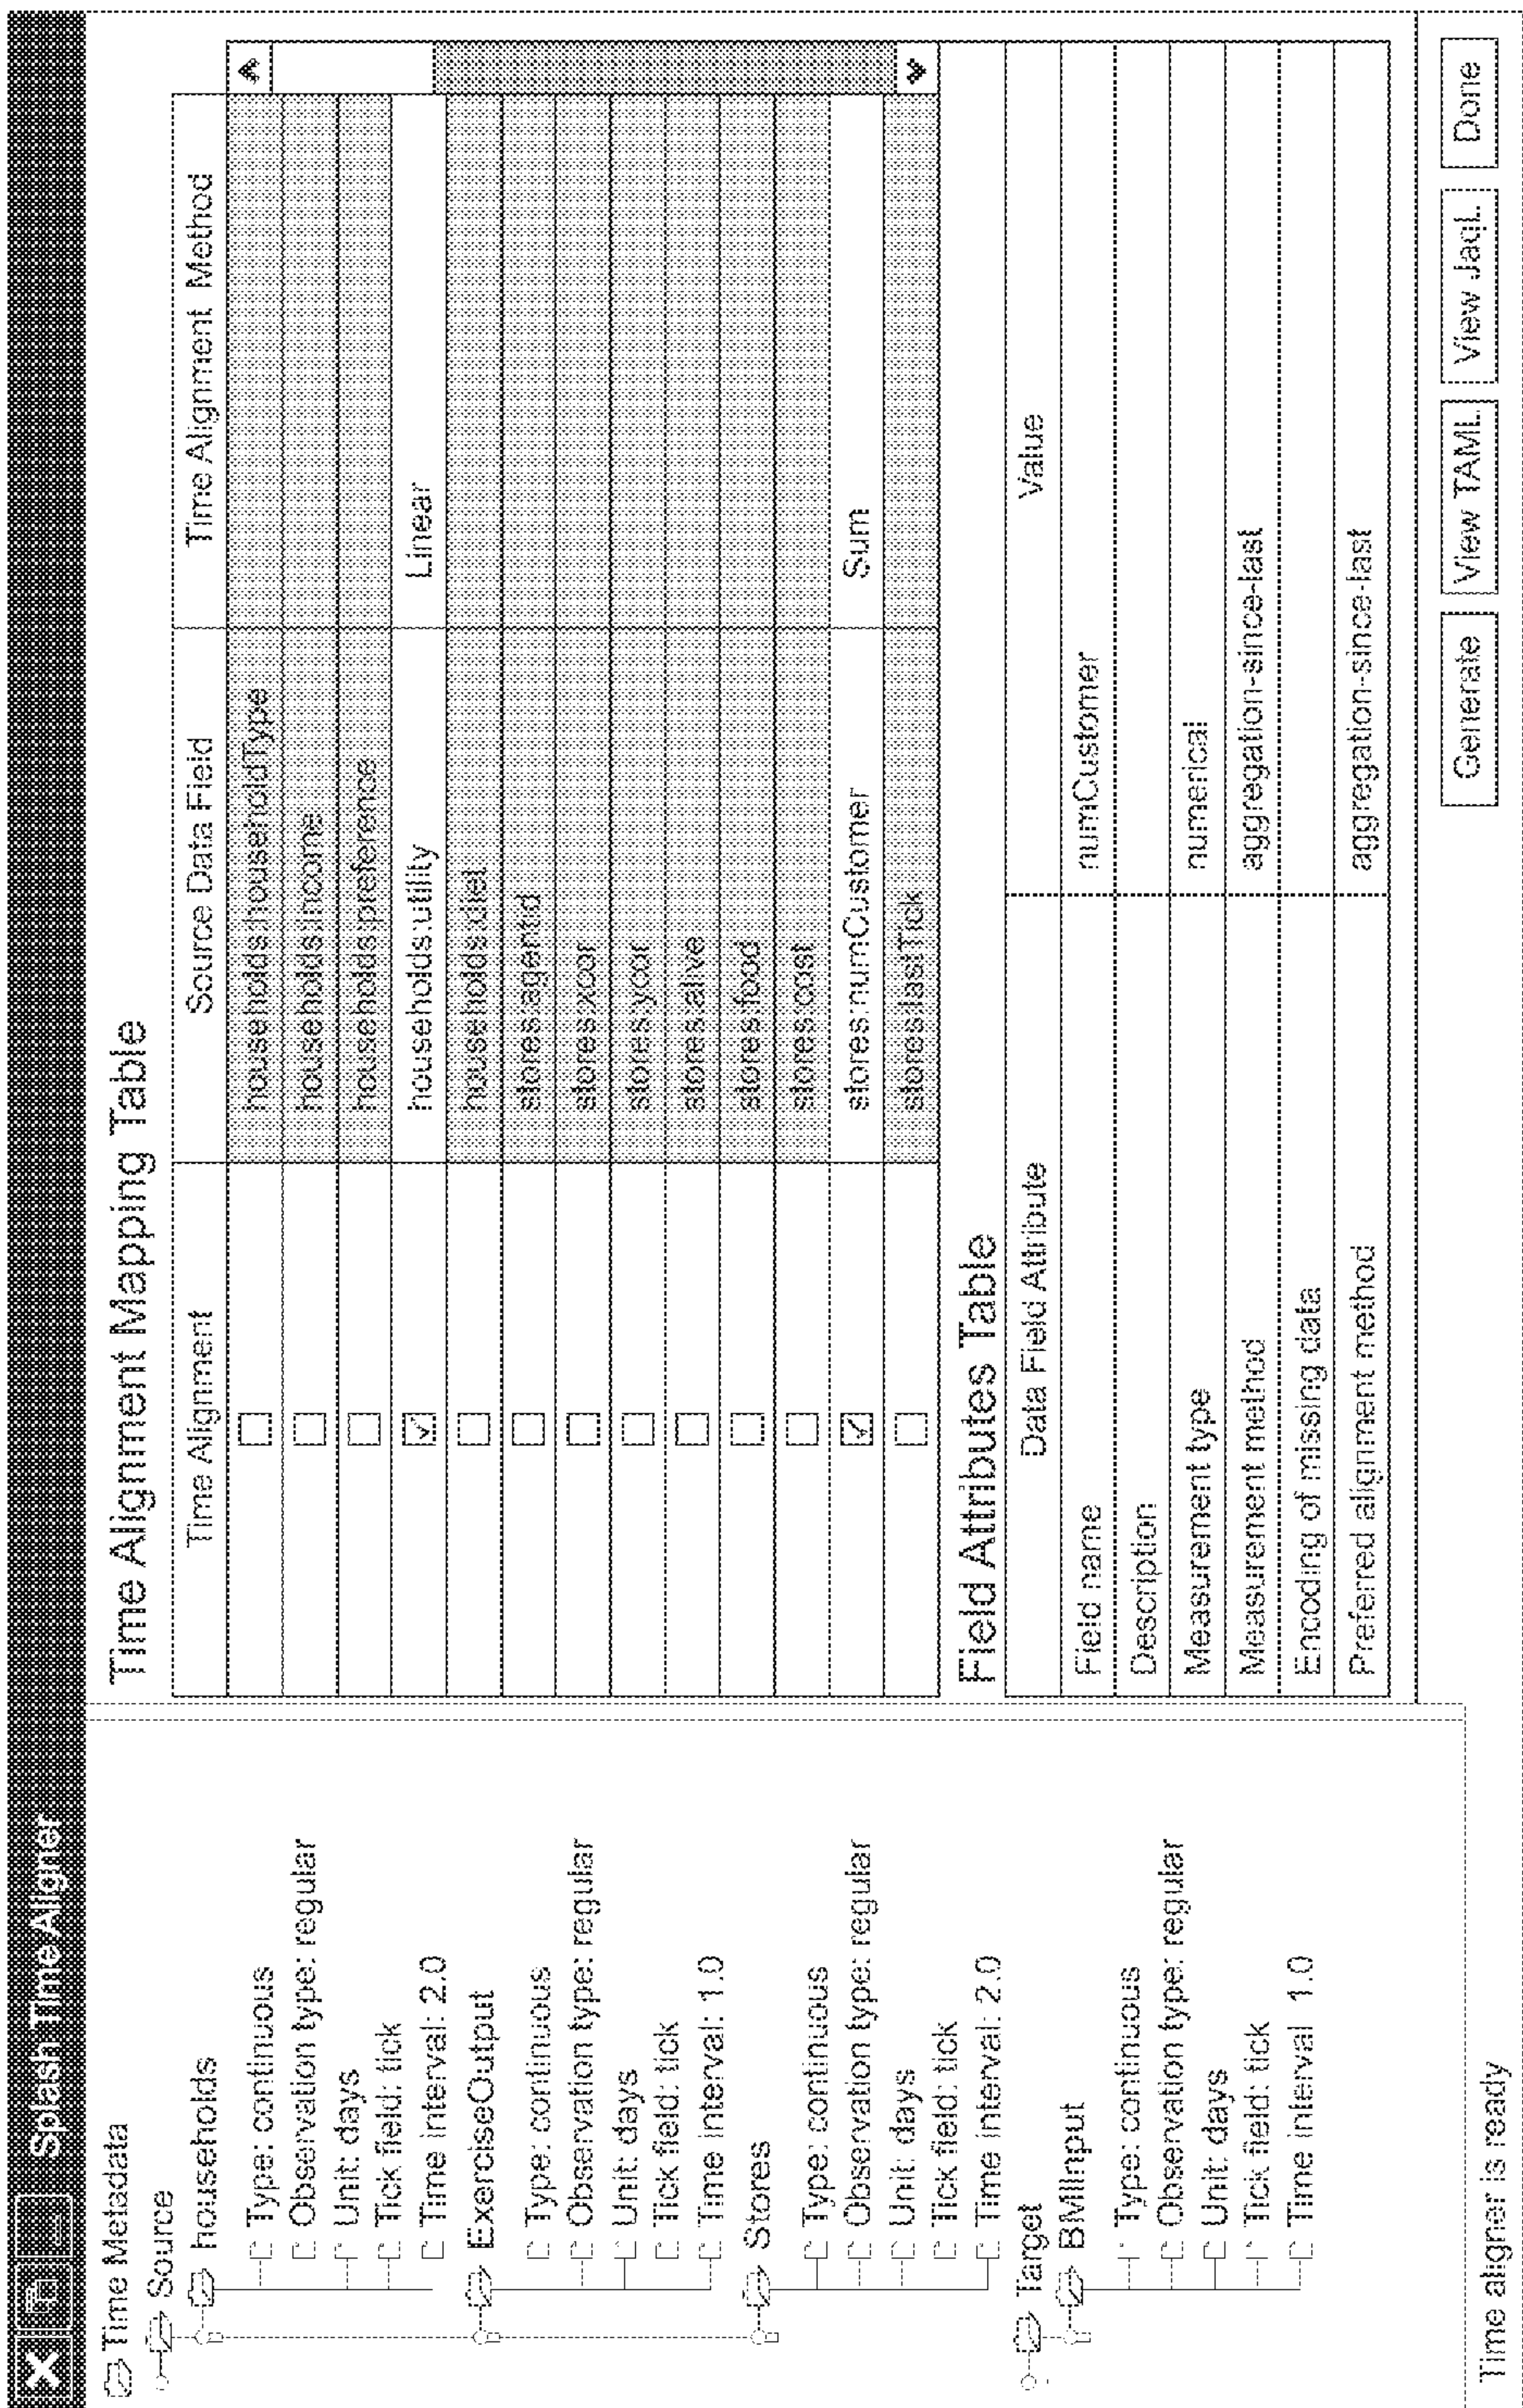 Splash Time Aligner
Time Metadata
Source
households
Type: continuous
Observation type: regular
Unit: days
Tick field: tick
Time interval: 2.0
ExerciseOutput
Type: continuous
Observation type: regular
Unit: days
Tick field: tick
Time interval: 1.0
Stores
Type: continuous
Observation type: regular
Unit: days
Tick field: tick
Time interval: 2.0
Target
BMIInput
Type: continuous
Observation type: regular
Unit: days
Tick field: tick
Time interval 1.0
Time Alignment Mapping Table
Time Alignment Source Data Field Time Alignment Method
households:householdType
households:income
households:preference
households:utility Linear
households:diet
stores:agentid
stores:xcor
stores:ycor
stores:alive
stores:food
stores:cost
stores:numCustomer Sum
stores:lastTick
Field Attributes Table
Data Field Attribute Value
Field name numCustomer
Description
Measurement type numerical
Measurement method aggregation-since-last
Encoding of missing data
Preferred alignment method aggregation-since-last
Generate View TAML View JaqL Done
Time aligner is ready